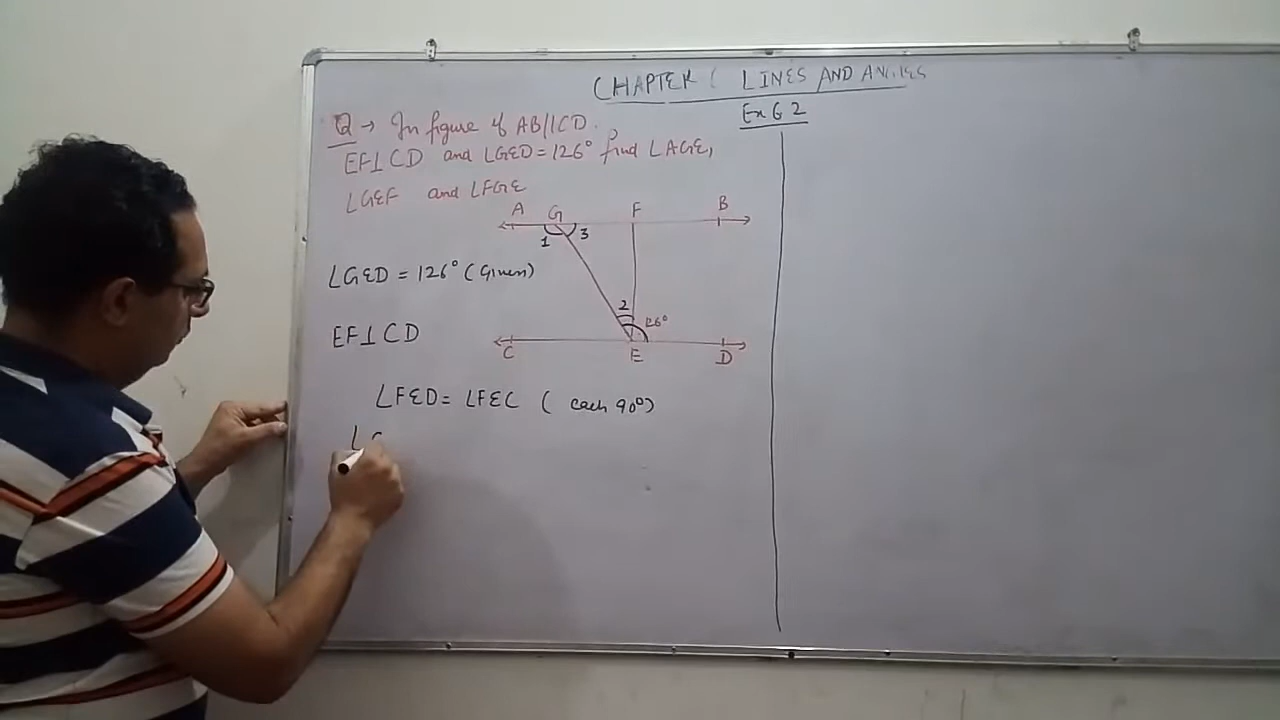 CHAPTER 6 LINES AND ANGLES
Ex 6 2
Q → In figure if AB//CD.
EF⊥CD and ∠GED=126° find ∠AGE,
∠GEF and ∠FGE
A G F B
1 3
∠GED = 126° (Given)
2
126°
EF⊥CD
C E D
∠FED = ∠FEC ( each 90°)
∠G